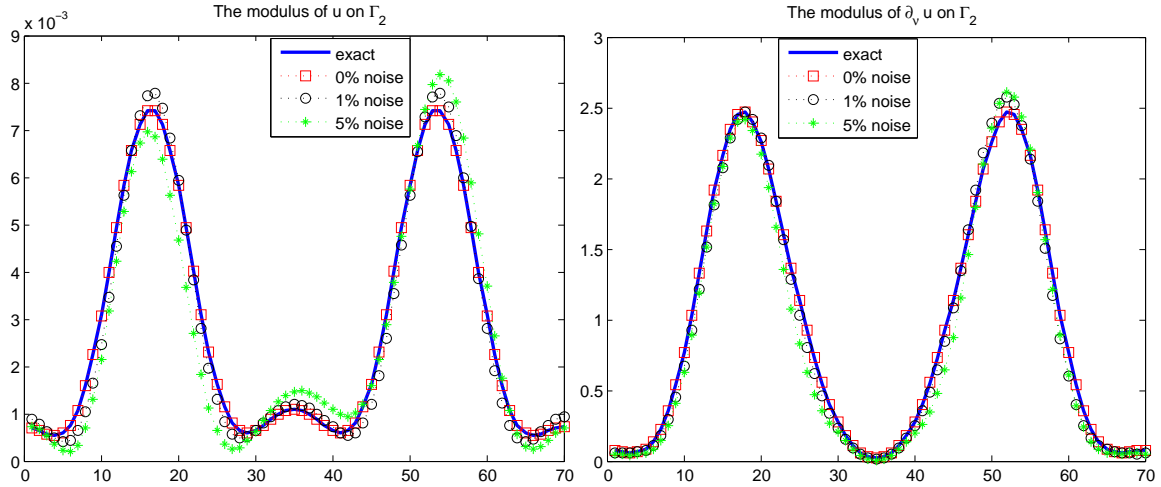 The modulus of u on Γ₂
x 10⁻³
9
8
7
6
5
4
3
2
1
0
0 10 20 30 40 50 60 70
exact
0% noise
1% noise
5% noise
The modulus of ∂ᵥ u on Γ₂
3
2.5
2
1.5
1
0.5
0
0 10 20 30 40 50 60 70
exact
0% noise
1% noise
5% noise